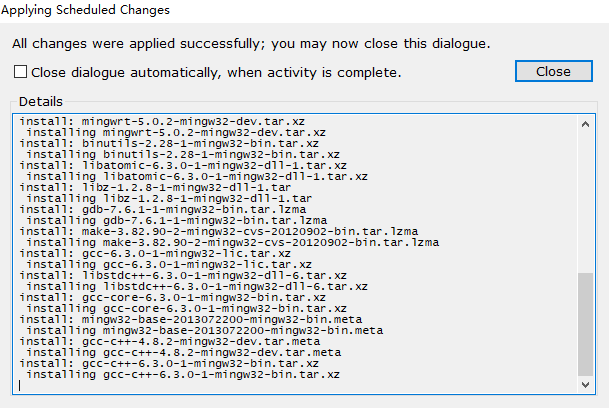 Applying Scheduled Changes
All changes were applied successfully; you may now close this dialogue.
Close dialogue automatically, when activity is complete.
Close
Details
install: mingwrt-5.0.2-mingw32-dev.tar.xz
installing mingwrt-5.0.2-mingw32-dev.tar.xz
install: binutils-2.28-1-mingw32-bin.tar.xz
installing binutils-2.28-1-mingw32-bin.tar.xz
install: libatomic-6.3.0-1-mingw32-dll-1.tar.xz
installing libatomic-6.3.0-1-mingw32-dll-1.tar.xz
install: libz-1.2.8-1-mingw32-dll-1.tar
installing libz-1.2.8-1-mingw32-dll-1.tar
install: gdb-7.6.1-1-mingw32-bin.tar.lzma
installing gdb-7.6.1-1-mingw32-bin.tar.lzma
install: make-3.82.90-2-mingw32-cvs-20120902-bin.tar.lzma
installing make-3.82.90-2-mingw32-cvs-20120902-bin.tar.lzma
install: gcc-6.3.0-1-mingw32-lic.tar.xz
installing gcc-6.3.0-1-mingw32-lic.tar.xz
install: libstdc++-6.3.0-1-mingw32-dll-6.tar.xz
installing libstdc++-6.3.0-1-mingw32-dll-6.tar.xz
install: gcc-core-6.3.0-1-mingw32-bin.tar.xz
installing gcc-core-6.3.0-1-mingw32-bin.tar.xz
install: mingw32-base-2013072200-mingw32-bin.meta
installing mingw32-base-2013072200-mingw32-bin.meta
install: gcc-c++-4.8.2-mingw32-dev.tar.meta
installing gcc-c++-4.8.2-mingw32-dev.tar.meta
install: gcc-c++-6.3.0-1-mingw32-bin.tar.xz
installing gcc-c++-6.3.0-1-mingw32-bin.tar.xz